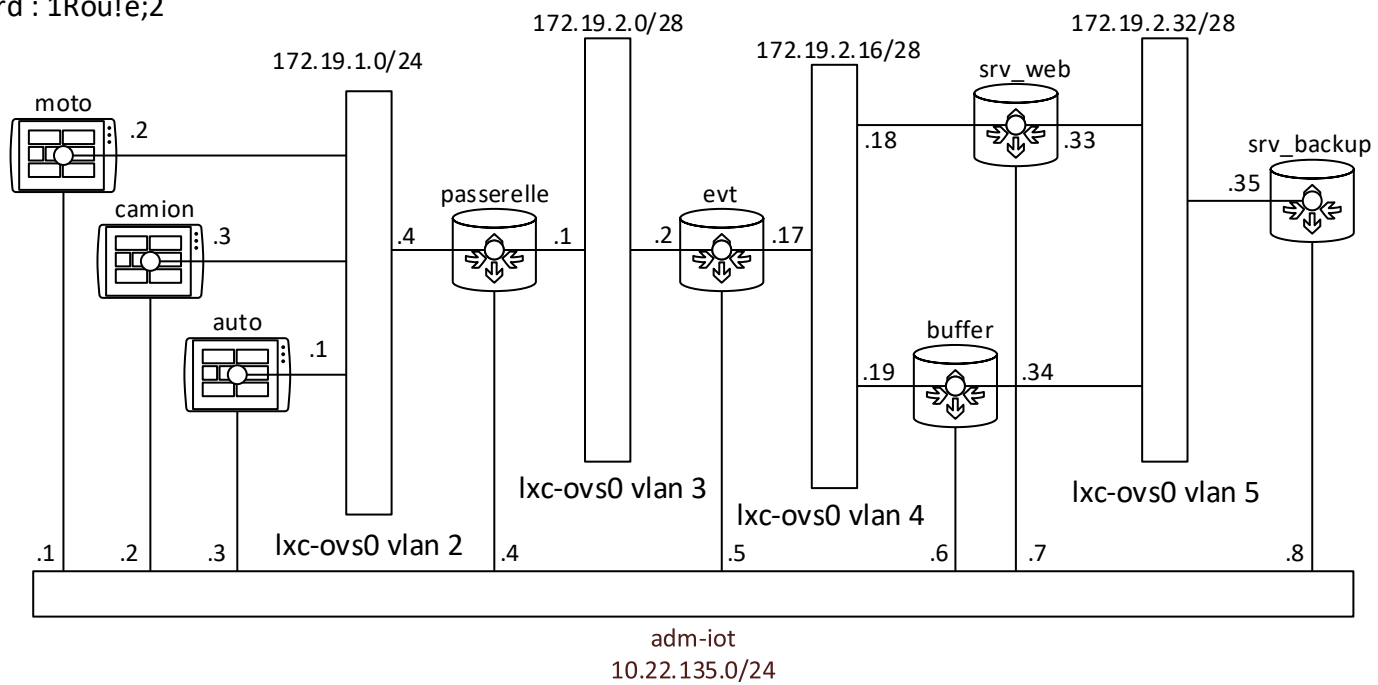 rd : 1Rou!e;2
172.19.2.0/28
172.19.2.32/28
172.19.1.0/24
172.19.2.16/28
srv_web
moto
.2
.18
.33
srv_backup
camion
passerelle
evt
.35
.3
.4
.1
.2
.17
auto
.1
buffer
.19
.34
lxc-ovs0 vlan 3
lxc-ovs0 vlan 5
lxc-ovs0 vlan 4
lxc-ovs0 vlan 2
.1
.2
.3
.4
.5
.6
.7
.8
adm-iot
10.22.135.0/24